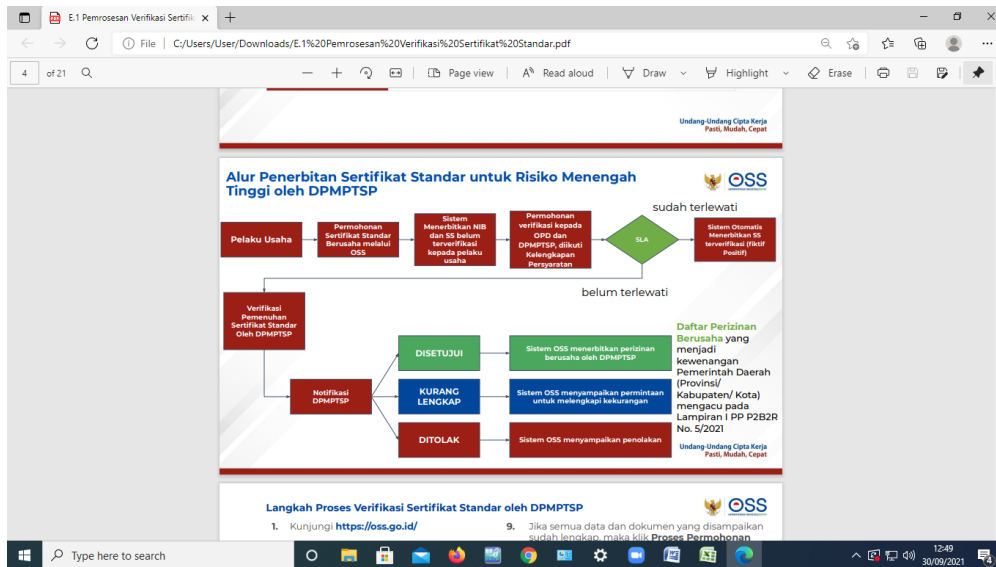 E.1 Pemrosesan Verifikasi Sertifik
File
C:/Users/User/Downloads/E.1%20Pemrosesan%20Verifikasi%20Sertifikat%20Standar.pdf
4 of 21
Page view
Read aloud
Draw
Highlight
Erase
Undang-Undang Cipta Kerja
Pasti, Mudah, Cepat
Alur Penerbitan Sertifikat Standar untuk Risiko Menengah
Tinggi oleh DPMPTSP
OSS
sudah terlewati
Pelaku Usaha
Permohonan
Sertifikat Standar
Berusaha melalui
OSS
Sistem
Menerbitkan NIB
dan SS belum
terverifikasi
kepada pelaku
usaha
Permohonan
verifikasi kepada
OPD dan
DPMPTSP, diikuti
Kelengkapan
Persyaratan
SLA
Sistem Otomatis
Menerbitkan SS
terverifikasi (fiktif
Positif)
belum terlewati
Verifikasi
Pemenuhan
Sertifikat Standar
Oleh DPMPTSP
Notifikasi
DPMPTSP
DISETUJUI
Sistem OSS menerbitkan perizinan
berusaha oleh DPMPTSP
KURANG
LENGKAP
Sistem OSS menyampaikan permintaan
untuk melengkapi kekurangan
DITOLAK
Sistem OSS menyampaikan penolakan
Daftar Perizinan
Berusaha yang
menjadi
kewenangan
Pemerintah Daerah
(Provinsi/
Kabupaten/ Kota)
mengacu pada
Lampiran I PP P2B2R
No. 5/2021
Undang-Undang Cipta Kerja
Pasti, Mudah, Cepat
Langkah Proses Verifikasi Sertifikat Standar oleh DPMPTSP
OSS
1. Kunjungi https://oss.go.id/
9. Jika semua data dan dokumen yang disampaikan
sudah lengkap, maka klik Proses Permohonan
Type here to search
12:49
30/09/2021
4